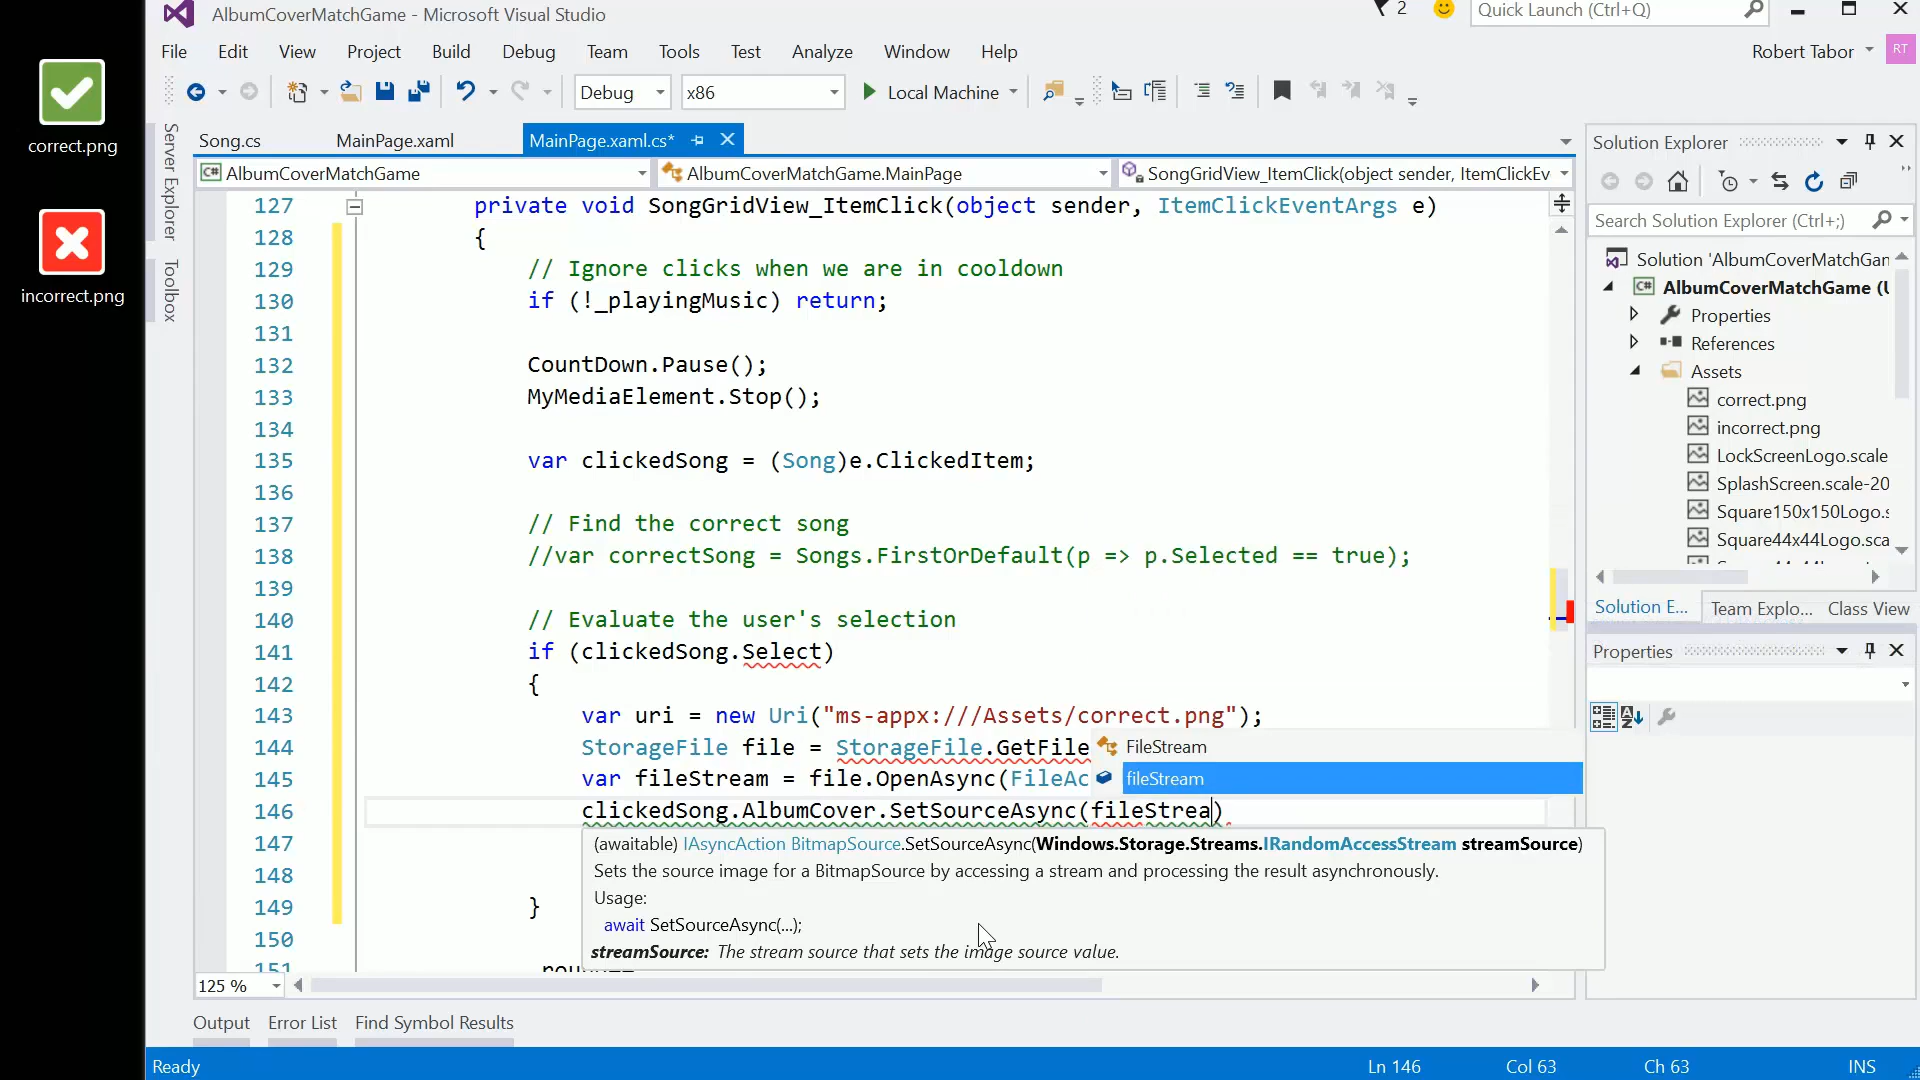 AlbumCoverMatchGame - Microsoft Visual Studio
2
Quick Launch (Ctrl+Q)
File Edit View Project Build Debug Team Tools Test Analyze Window Help
Robert Tabor
RT
Debug x86 Local Machine
correct.png
incorrect.png
Server Explorer
Toolbox
Song.cs MainPage.xaml MainPage.xaml.cs*
AlbumCoverMatchGame AlbumCoverMatchGame.MainPage SongGridView_ItemClick(object sender, ItemClickEv
127 private void SongGridView_ItemClick(object sender, ItemClickEventArgs e)
128 {
129 // Ignore clicks when we are in cooldown
130 if (!_playingMusic) return;
131
132 CountDown.Pause();
133 MyMediaElement.Stop();
134
135 var clickedSong = (Song)e.ClickedItem;
136
137 // Find the correct song
138 //var correctSong = Songs.FirstOrDefault(p => p.Selected == true);
139
140 // Evaluate the user's selection
141 if (clickedSong.Select)
142 {
143 var uri = new Uri("ms-appx:///Assets/correct.png");
144 StorageFile file = StorageFile.GetFile
145 var fileStream = file.OpenAsync(FileAc
146 clickedSong.AlbumCover.SetSourceAsync(fileStrea)
147
148
149 }
150
151
FileStream
fileStream
(awaitable) IAsyncAction BitmapSource.SetSourceAsync(Windows.Storage.Streams.IRandomAccessStream streamSource)
Sets the source image for a BitmapSource by accessing a stream and processing the result asynchronously.
Usage:
await SetSourceAsync(...);
streamSource: The stream source that sets the image source value.
125 %
Output Error List Find Symbol Results
Ready Ln 146 Col 63 Ch 63 INS
Solution Explorer
Search Solution Explorer (Ctrl+;)
Solution 'AlbumCoverMatchGan
AlbumCoverMatchGame (U
Properties
References
Assets
correct.png
incorrect.png
LockScreenLogo.scale
SplashScreen.scale-20
Square150x150Logo.s
Square44x44Logo.sca
Solution E... Team Explo... Class View
Properties